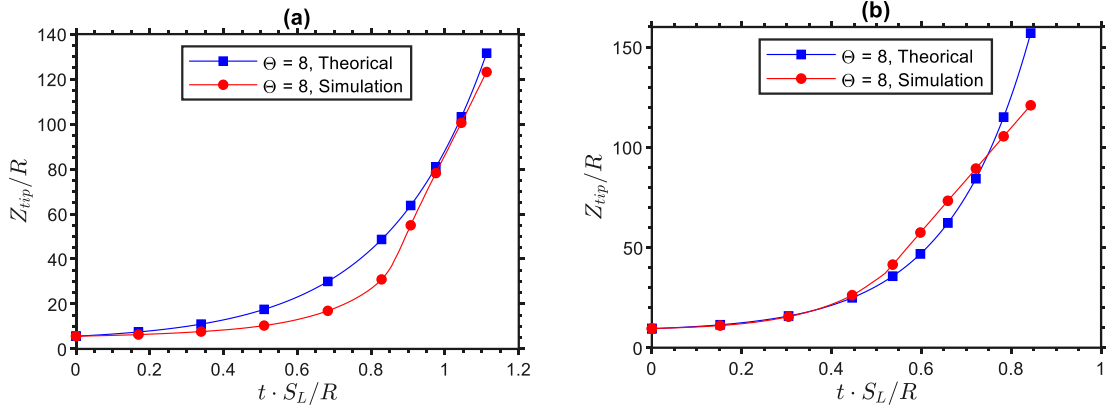 (a)
Θ = 8, Theorical
Θ = 8, Simulation
Z_tip/R
140
120
100
80
60
40
20
0
0 0.2 0.4 0.6 0.8 1 1.2
t · S_L/R
(b)
Θ = 8, Theorical
Θ = 8, Simulation
Z_tip/R
150
100
50
0
0 0.2 0.4 0.6 0.8 1
t · S_L/R